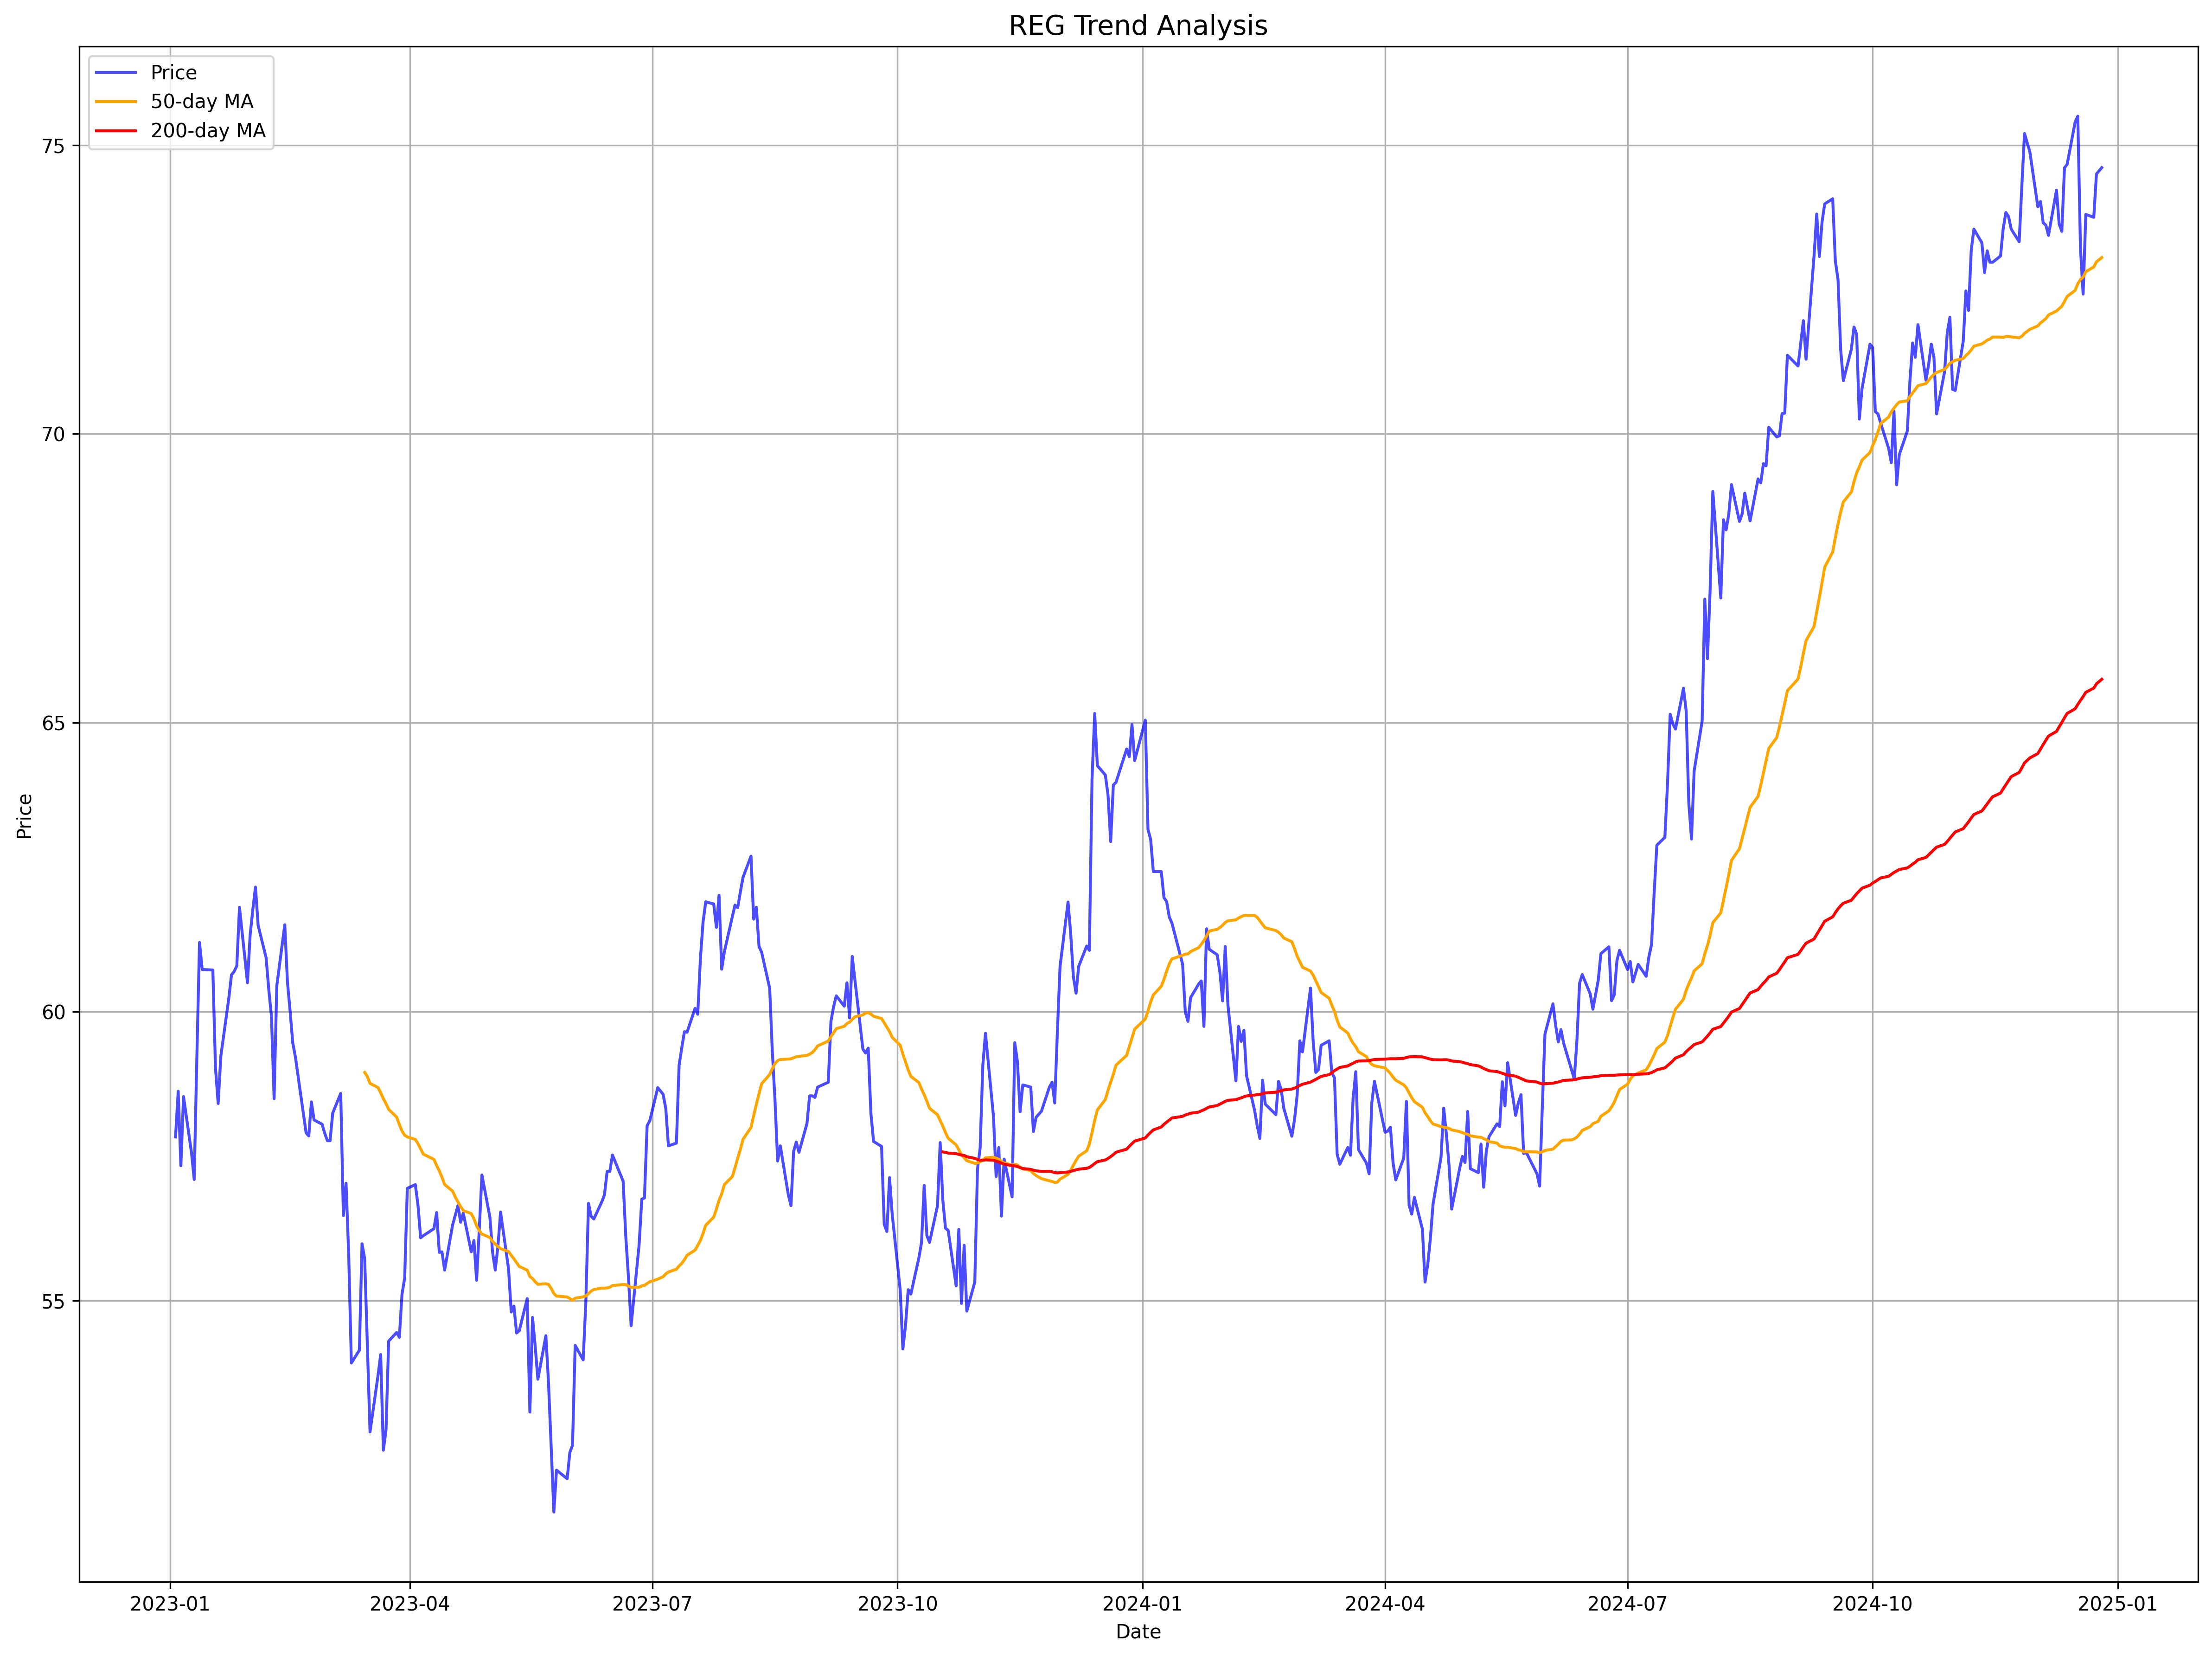 REG Trend Analysis
Price
50-day MA
200-day MA
75
70
65
60
55
Price
2023-01
2023-04
2023-07
2023-10
2024-01
2024-04
2024-07
2024-10
2025-01
Date